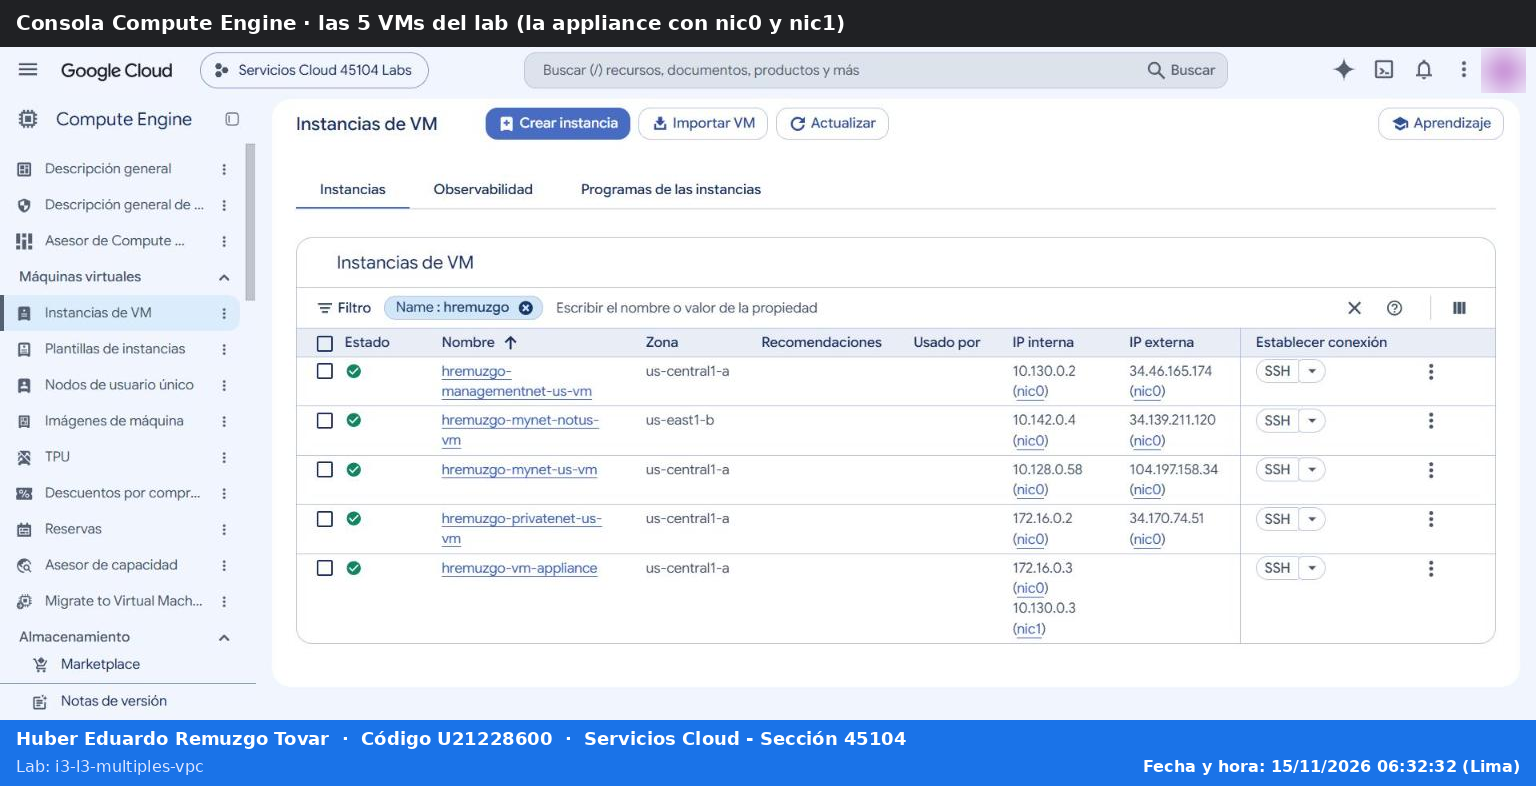 Consola Compute Engine · las 5 VMs del lab (la appliance con nic0 y nic1)
Google Cloud
Servicios Cloud 45104 Labs
Buscar (/) recursos, documentos, productos y más
Buscar
Compute Engine
Instancias de VM
Crear instancia
Importar VM
Actualizar
Aprendizaje
Descripción general
Descripción general de ...
Asesor de Compute ...
Máquinas virtuales
Instancias de VM
Plantillas de instancias
Nodos de usuario único
Imágenes de máquina
TPU
Descuentos por compr...
Reservas
Asesor de capacidad
Migrate to Virtual Mach...
Almacenamiento
Marketplace
Notas de versión
Instancias
Observabilidad
Programas de las instancias
Instancias de VM
Filtro
Name : hremuzgo
Escribir el nombre o valor de la propiedad
Estado Nombre Zona Recomendaciones Usado por IP interna IP externa Establecer conexión
hremuzgo- us-central1-a 10.130.0.2 34.46.165.174 SSH
managementnet-us-vm (nic0) (nic0)
hremuzgo-mynet-notus- us-east1-b 10.142.0.4 34.139.211.120 SSH
vm (nic0) (nic0)
hremuzgo-mynet-us-vm us-central1-a 10.128.0.58 104.197.158.34 SSH
(nic0) (nic0)
hremuzgo-privatenet-us- us-central1-a 172.16.0.2 34.170.74.51 SSH
vm (nic0) (nic0)
hremuzgo-vm-appliance us-central1-a 172.16.0.3 SSH
(nic0)
10.130.0.3
(nic1)
Huber Eduardo Remuzgo Tovar · Código U21228600 · Servicios Cloud - Sección 45104
Lab: i3-l3-multiples-vpc
Fecha y hora: 15/11/2026 06:32:32 (Lima)